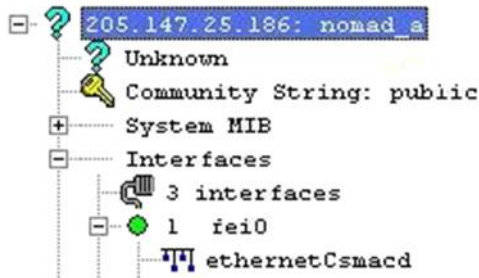 205.147.25.186: nomad_a
Unknown
Community String: public
System MIB
Interfaces
3 interfaces
1 fei0
ethernetCsmacd